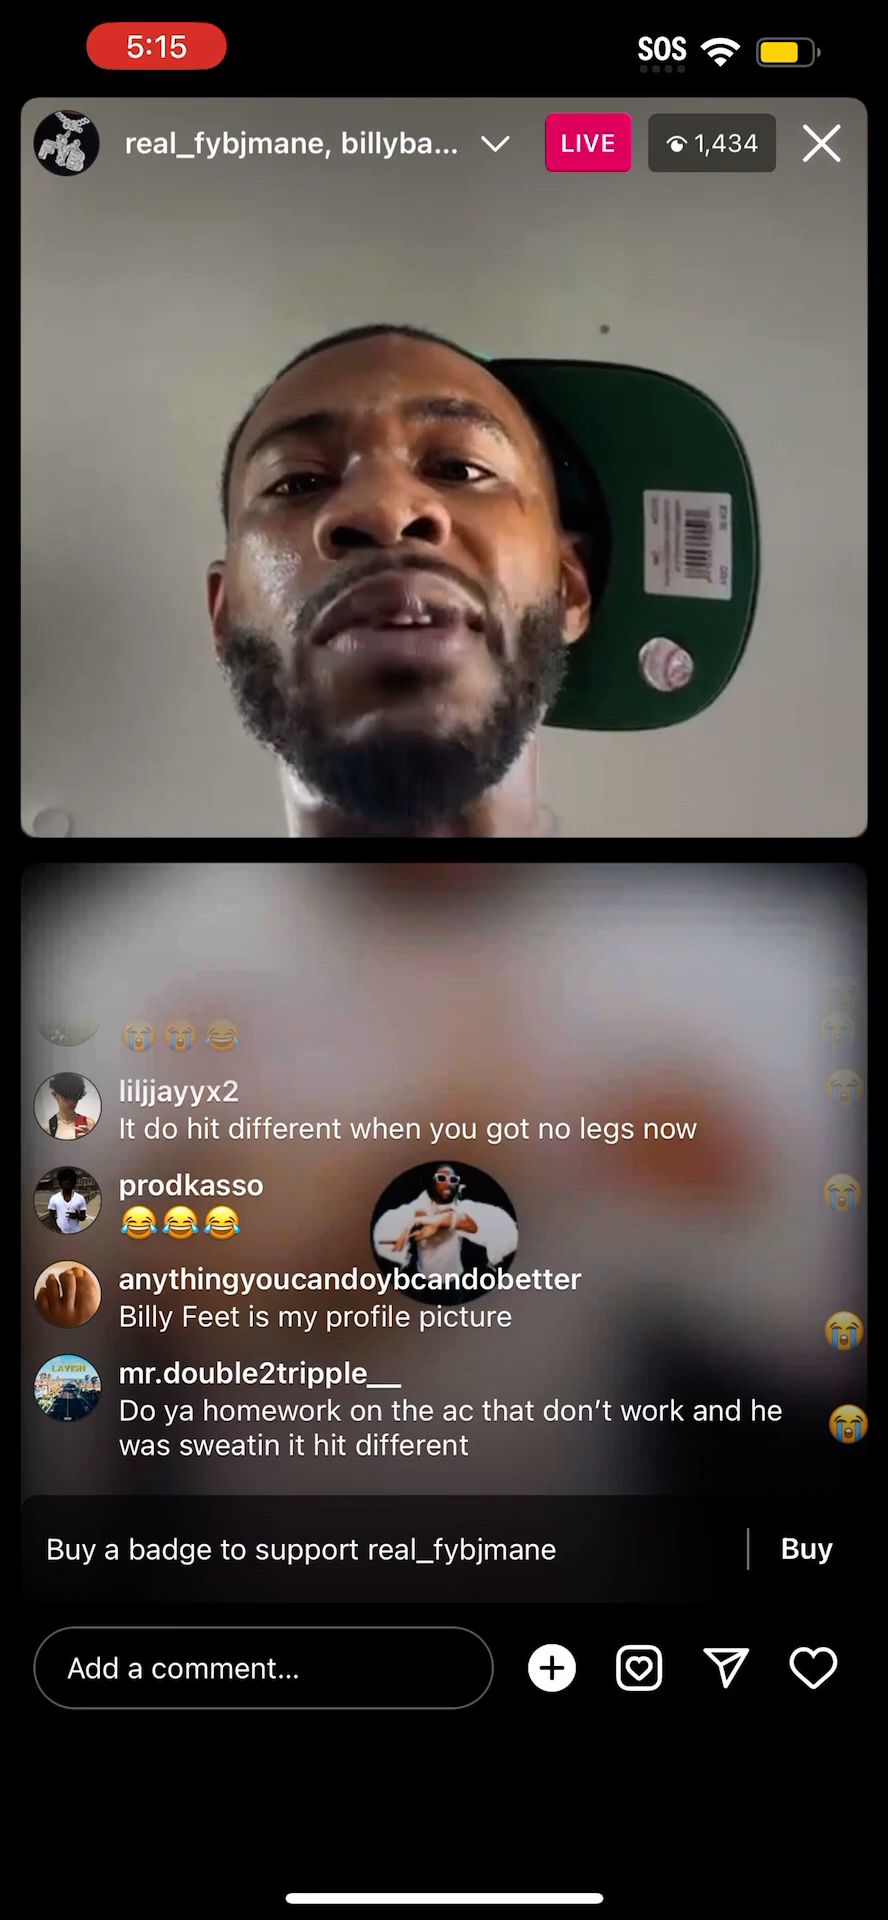 5:15
SOS
real_fybjmane, billyba...
LIVE
1,434
liljjayyx2
It do hit different when you got no legs now
prodkasso
anythingyoucandoybcandobetter
Billy Feet is my profile picture
LAVISH
mr.double2tripple__
Do ya homework on the ac that don’t work and he
was sweatin it hit different
Buy a badge to support real_fybjmane
Buy
Add a comment...